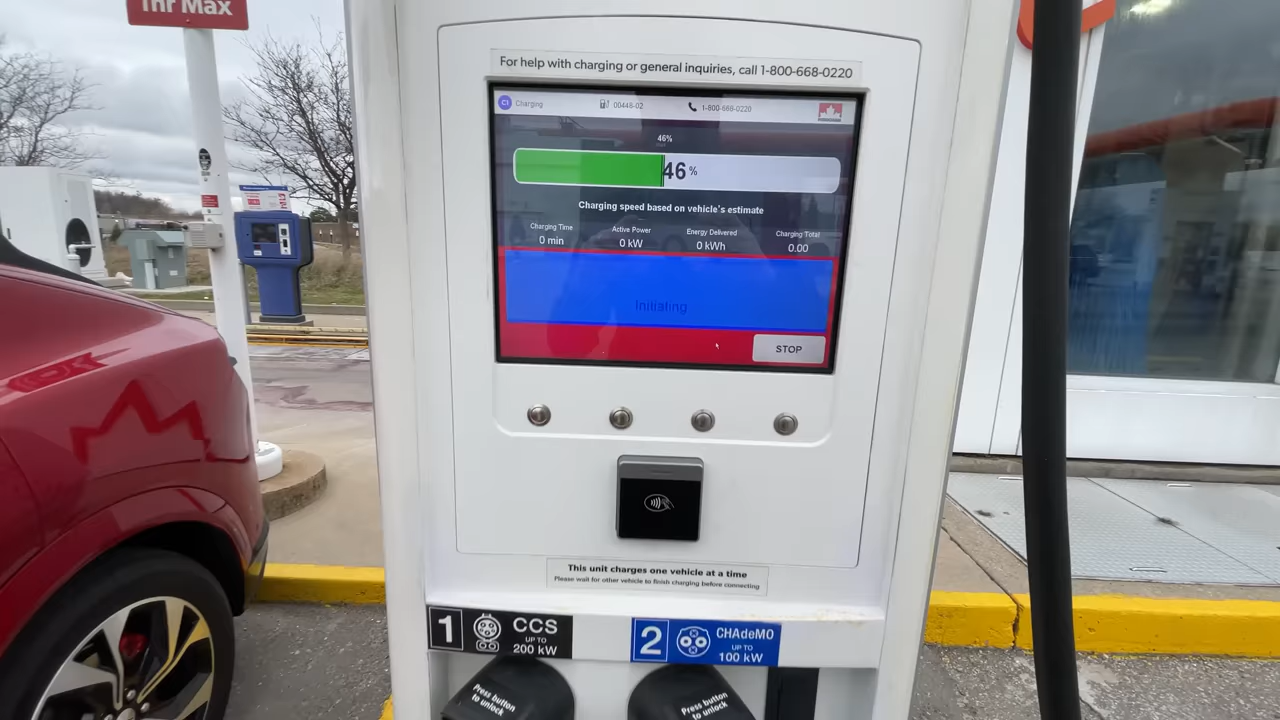 1hr Max
For help with charging or general inquiries, call 1-800-668-0220
Charging
00448-02
1-800-668-0220
46%
46 %
Charging speed based on vehicle's estimate
Charging Time
0 min
Active Power
0 kW
Energy Delivered
0 kWh
Charging Total
0.00
Initiating
STOP
This unit charges one vehicle at a time
Please wait for other vehicle to finish charging before connecting
1
CCS
UP TO
200 kW
2
CHAdeMO
UP TO
100 kW
Press button
to unlock
Press button
to unlock